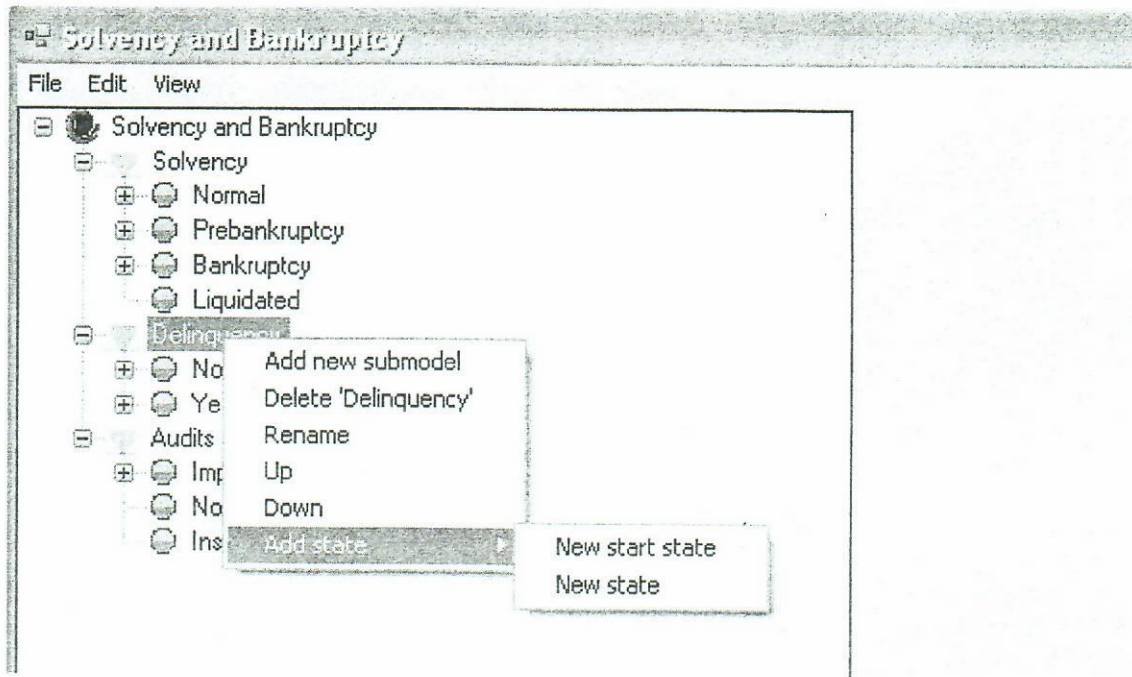 Solvency and Bankruptcy
File Edit View
Solvency and Bankruptcy
Solvency
Normal
Prebankruptcy
Bankruptcy
Liquidated
Delinquency
No
Ye
Audits
Imp
No
Ins
Add new submodel
Delete 'Delinquency'
Rename
Up
Down
Add state
New start state
New state